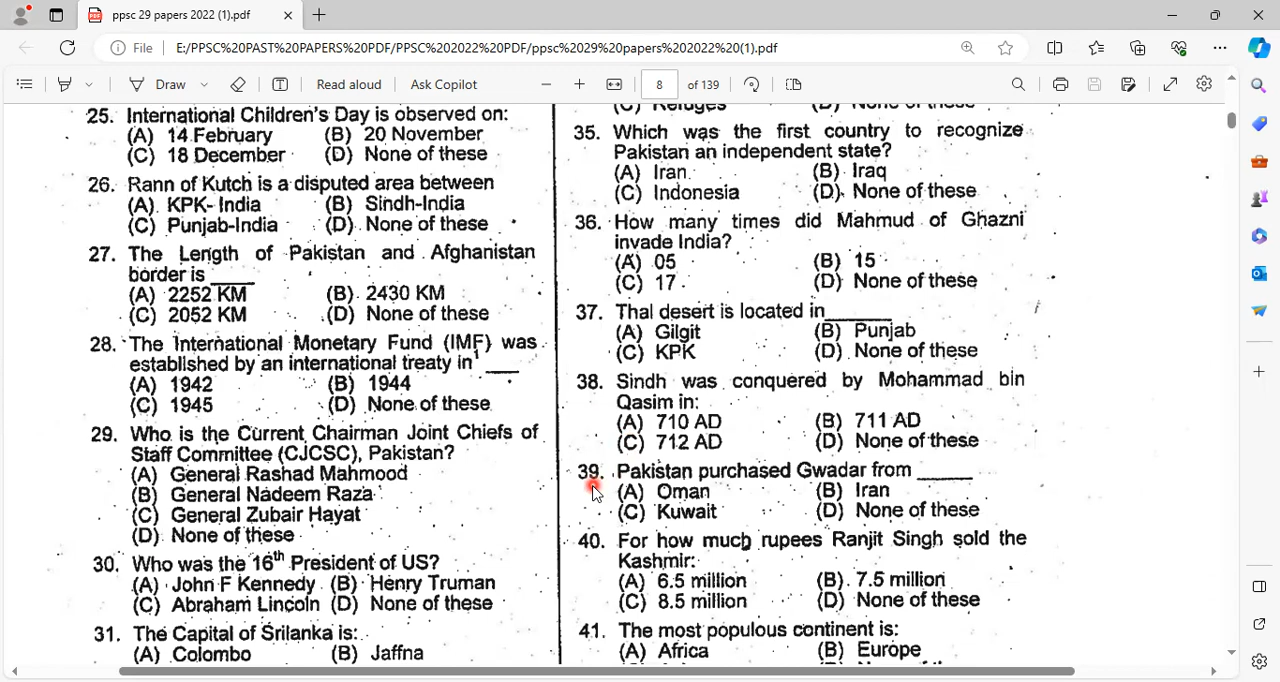 ppsc 29 papers 2022 (1).pdf
File
E:/PPSC%20PAST%20PAPERS%20PDF/PPSC%202022%20PDF/ppsc%2029%20papers%202022%20(1).pdf
Draw
Read aloud
Ask Copilot
8 of 139
25. International Children's Day is observed on:
(A) 14 February (B) 20 November
(C) 18 December (D) None of these
26. Rann of Kutch is a disputed area between
(A) KPK- India (B) Sindh-India
(C) Punjab-India (D) None of these
27. The Length of Pakistan and Afghanistan
border is____
(A) 2252 KM (B) 2430 KM
(C) 2052 KM (D) None of these
28. The International Monetary Fund (IMF) was
established by an international treaty in ___
(A) 1942 (B) 1944
(C) 1945 (D) None of these
29. Who is the Current Chairman Joint Chiefs of
Staff Committee (CJCSC), Pakistan?
(A) General Rashad Mahmood
(B) General Nadeem Raza
(C) General Zubair Hayat
(D) None of these
30. Who was the 16th President of US?
(A) John F Kennedy (B) Henry Truman
(C) Abraham Lincoln (D) None of these
31. The Capital of Srilanka is:
(A) Colombo (B) Jaffna
(C) Refuges (D) None of these
35. Which was the first country to recognize
Pakistan an independent state?
(A) Iran (B) Iraq
(C) Indonesia (D) None of these
36. How many times did Mahmud of Ghazni
invade India?
(A) 05 (B) 15
(C) 17 (D) None of these
37. Thal desert is located in______
(A) Gilgit (B) Punjab
(C) KPK (D) None of these
38. Sindh was conquered by Mohammad bin
Qasim in:
(A) 710 AD (B) 711 AD
(C) 712 AD (D) None of these
39. Pakistan purchased Gwadar from _____
(A) Oman (B) Iran
(C) Kuwait (D) None of these
40. For how much rupees Ranjit Singh sold the
Kashmir:
(A) 6.5 million (B) 7.5 million
(C) 8.5 million (D) None of these
41. The most populous continent is:
(A) Africa (B) Europe